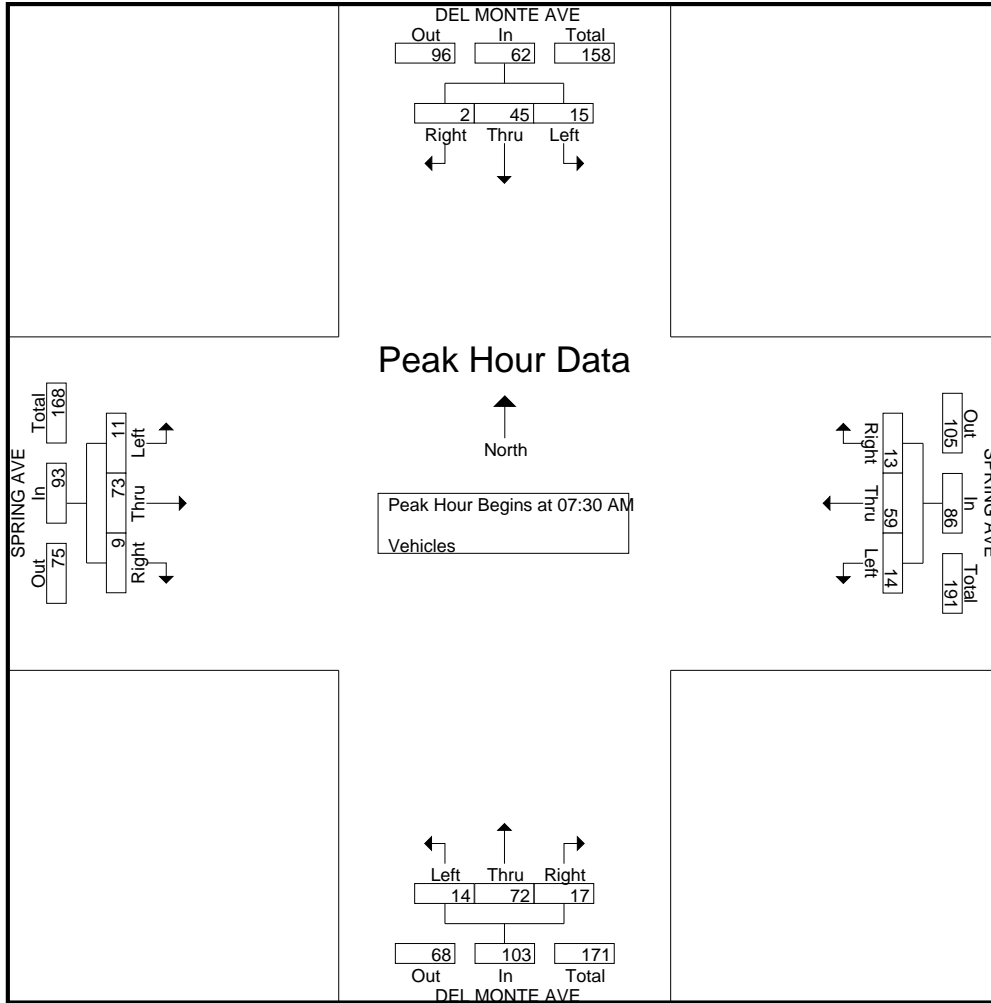 DEL MONTE AVE
Out In Total
96 62 158
2 45 15
Right Thru Left
Peak Hour Data
North
Peak Hour Begins at 07:30 AM
Vehicles
SPRING AVE
Total In Out
168 93 75
11 73 9
Left Thru Right
SPRING AVE
Out In Total
105 86 191
13 59 14
Right Thru Left
Left Thru Right
14 72 17
68 103 171
Out In Total
DEL MONTE AVE